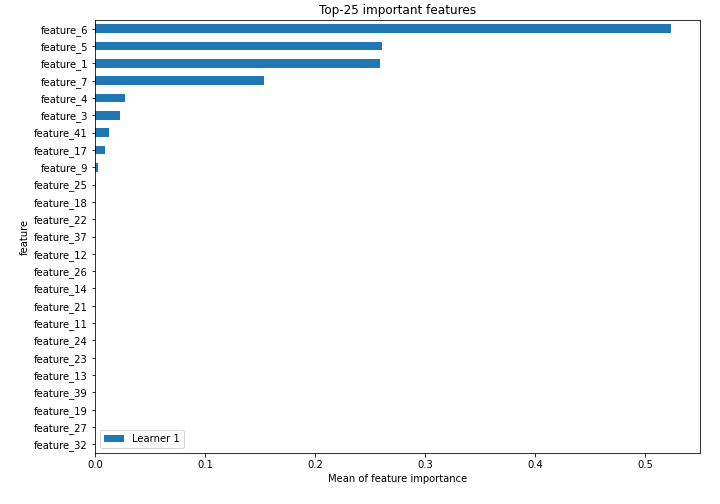 Top-25 important features
feature_6
feature_5
feature_1
feature_7
feature_4
feature_3
feature_41
feature_17
feature_9
feature_25
feature_18
feature_22
feature_37
feature_12
feature_26
feature_14
feature_21
feature_11
feature_24
feature_23
feature_13
feature_39
feature_19
feature_27
feature_32
feature
Learner 1
0.0 0.1 0.2 0.3 0.4 0.5
Mean of feature importance